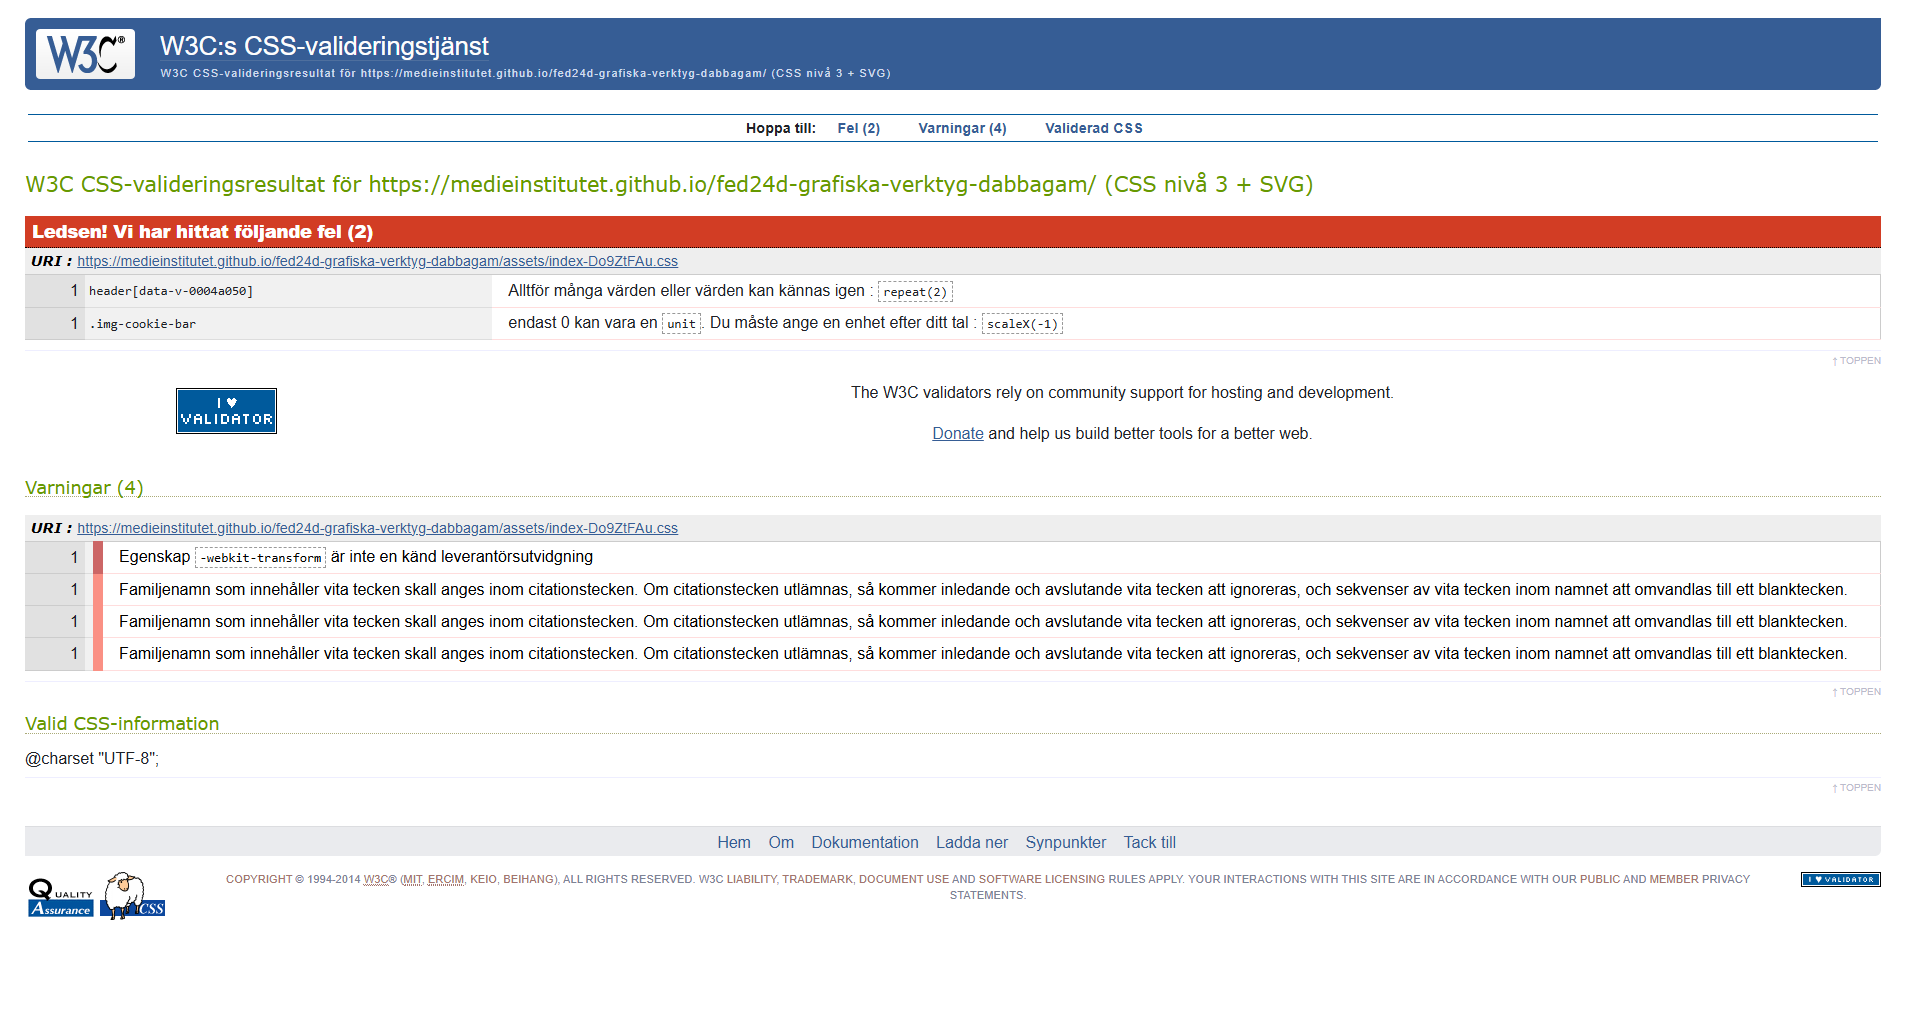 W3C®
W3C:s CSS-valideringstjänst
W3C CSS-valideringsresultat för https://medieinstitutet.github.io/fed24d-grafiska-verktyg-dabbagam/ (CSS nivå 3 + SVG)
Hoppa till: Fel (2) Varningar (4) Validerad CSS
W3C CSS-valideringsresultat för https://medieinstitutet.github.io/fed24d-grafiska-verktyg-dabbagam/ (CSS nivå 3 + SVG)
Ledsen! Vi har hittat följande fel (2)
URI : https://medieinstitutet.github.io/fed24d-grafiska-verktyg-dabbagam/assets/index-Do9ZtFAu.css
1 header[data-v-0004a050] Alltför många värden eller värden kan kännas igen : repeat(2)
1 .img-cookie-bar endast 0 kan vara en unit. Du måste ange en enhet efter ditt tal : scaleX(-1)
↑ TOPPEN
I ♥
VALIDATOR
The W3C validators rely on community support for hosting and development.
Donate and help us build better tools for a better web.
Varningar (4)
URI : https://medieinstitutet.github.io/fed24d-grafiska-verktyg-dabbagam/assets/index-Do9ZtFAu.css
1 Egenskap -webkit-transform är inte en känd leverantörsutvidgning
1 Familjenamn som innehåller vita tecken skall anges inom citationstecken. Om citationstecken utlämnas, så kommer inledande och avslutande vita tecken att ignoreras, och sekvenser av vita tecken inom namnet att omvandlas till ett blanktecken.
1 Familjenamn som innehåller vita tecken skall anges inom citationstecken. Om citationstecken utlämnas, så kommer inledande och avslutande vita tecken att ignoreras, och sekvenser av vita tecken inom namnet att omvandlas till ett blanktecken.
1 Familjenamn som innehåller vita tecken skall anges inom citationstecken. Om citationstecken utlämnas, så kommer inledande och avslutande vita tecken att ignoreras, och sekvenser av vita tecken inom namnet att omvandlas till ett blanktecken.
↑ TOPPEN
Valid CSS-information
@charset "UTF-8";
↑ TOPPEN
Hem Om Dokumentation Ladda ner Synpunkter Tack till
QUALITY
Assurance CSS
COPYRIGHT © 1994-2014 W3C® (MIT, ERCIM, KEIO, BEIHANG), ALL RIGHTS RESERVED. W3C LIABILITY, TRADEMARK, DOCUMENT USE AND SOFTWARE LICENSING RULES APPLY. YOUR INTERACTIONS WITH THIS SITE ARE IN ACCORDANCE WITH OUR PUBLIC AND MEMBER PRIVACY
STATEMENTS.
I ♥ VALIDATOR